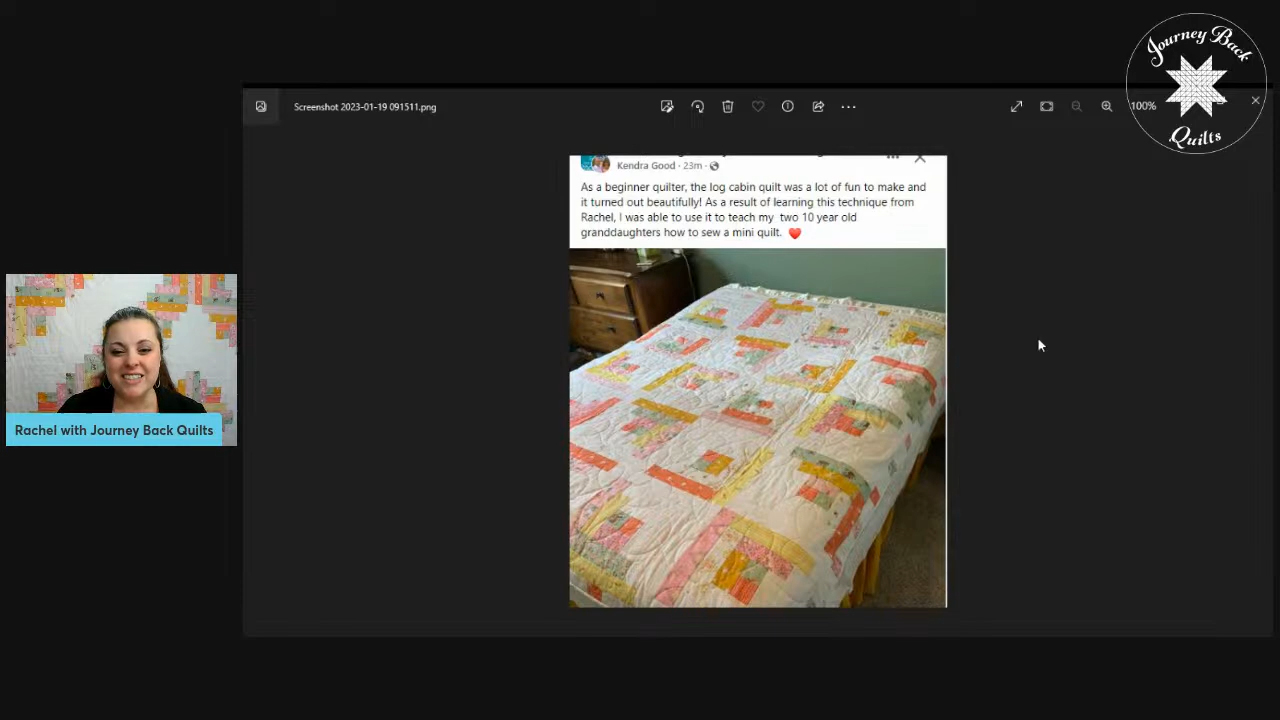 Journey Back
Quilts
Screenshot 2023-01-19 091511.png
100%
Kendra Good · 23m ·
As a beginner quilter, the log cabin quilt was a lot of fun to make and
it turned out beautifully! As a result of learning this technique from
Rachel, I was able to use it to teach my two 10 year old
granddaughters how to sew a mini quilt. ❤️
Rachel with Journey Back Quilts